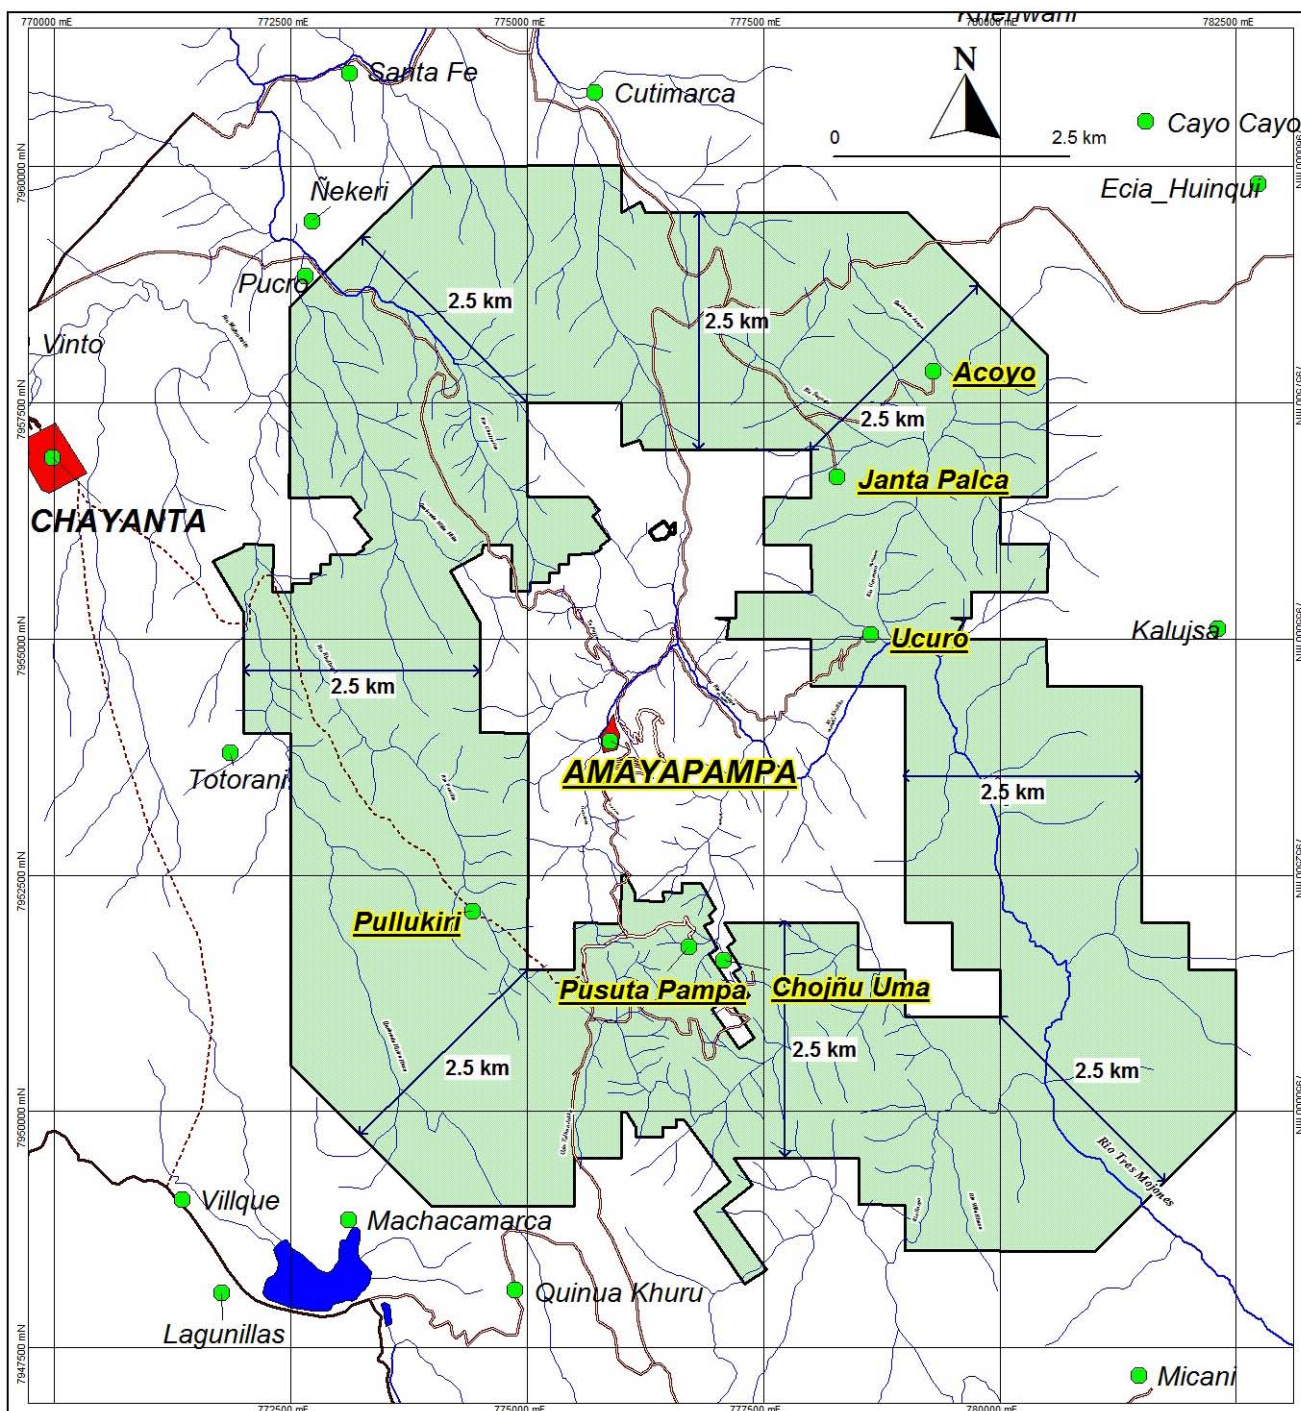 770000 mE
772500 mE
775000 mE
777500 mE
780000 mE
782500 mE
Santa Fe
Cutimarca
N
0
2.5 km
Cayo Cayo
Ecia_Huinqui
Ñekeri
Pucro
2.5 km
2.5 km
Vinto
Acoyo
2.5 km
Janta Palca
CHAYANTA
Ucuro
Kalujsa
2.5 km
Totorani
AMAYAPAMPA
2.5 km
Pullukiri
Pusuta Pampa
Chojñu Uma
2.5 km
2.5 km
2.5 km
Rio Tres Mojones
Villque
Machacamarca
Quinua Khuru
Lagunillas
Micani
772500 mE
775000 mE
777500 mE
780000 mE
7960000 mN
7957500 mN
7955000 mN
7952500 mN
7950000 mN
7947500 mN